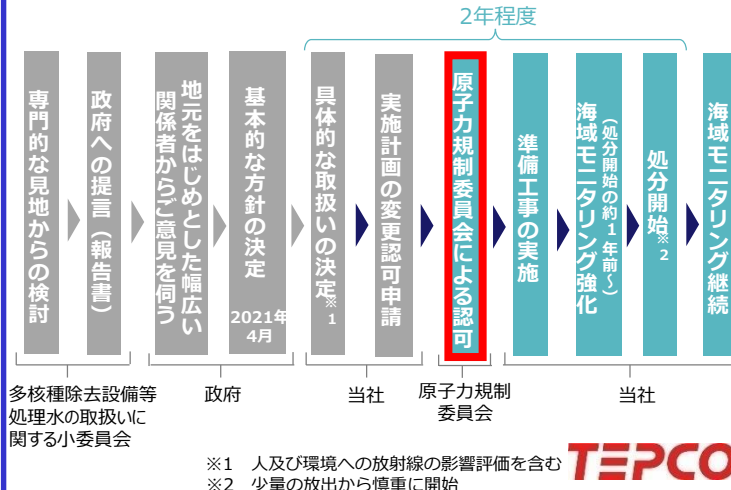 2年程度
専門的な見地からの検討
政府への提言（報告書）
地元をはじめとした幅広い
関係者からご意見を伺う
基本的な方針の決定
2021年
4月
具体的な取扱いの決定※1
実施計画の変更認可申請
原子力規制委員会による認可
準備工事の実施
海域モニタリング強化
（処分開始の約1年前～）
処分開始※2
海域モニタリング継続
多核種除去設備等
処理水の取扱いに
関する小委員会
政府
当社
原子力規制
委員会
当社
※1　人及び環境への放射線の影響評価を含む
※2　少量の放出から慎重に開始
TEPCO